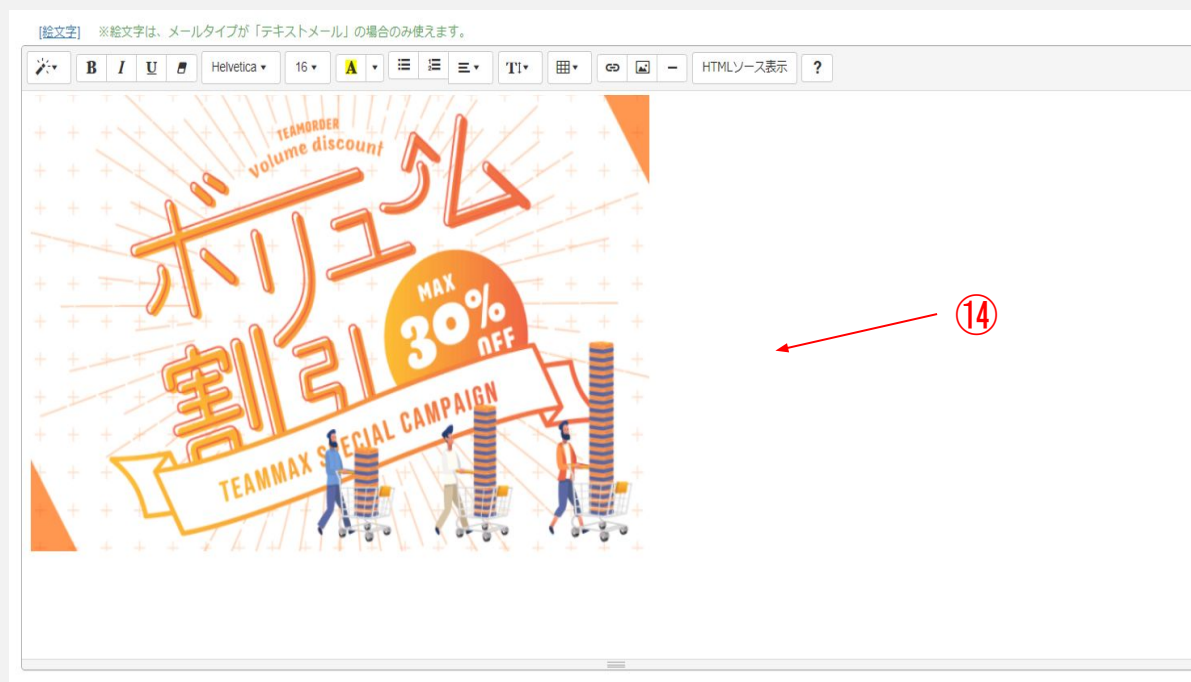 [絵文字] ※絵文字は、メールタイプが「テキストメール」の場合のみ使えます。
B I U Helvetica 16 A TI HTMLソース表示 ?
TEAMORDER
volume discount
ボリューム
割引
MAX
30%
OFF
TEAMMAX SPECIAL CAMPAIGN
⑭